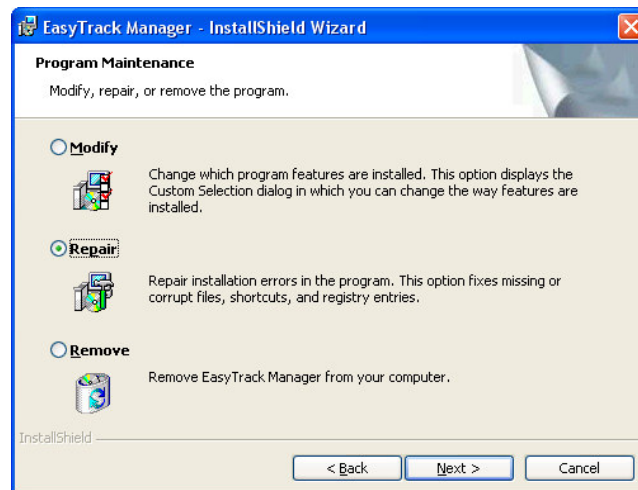 EasyTrack Manager - InstallShield Wizard
Program Maintenance
Modify, repair, or remove the program.
Modify
Change which program features are installed. This option displays the
Custom Selection dialog in which you can change the way features are
installed.
Repair
Repair installation errors in the program. This option fixes missing or
corrupt files, shortcuts, and registry entries.
Remove
Remove EasyTrack Manager from your computer.
InstallShield
< Back
Next >
Cancel